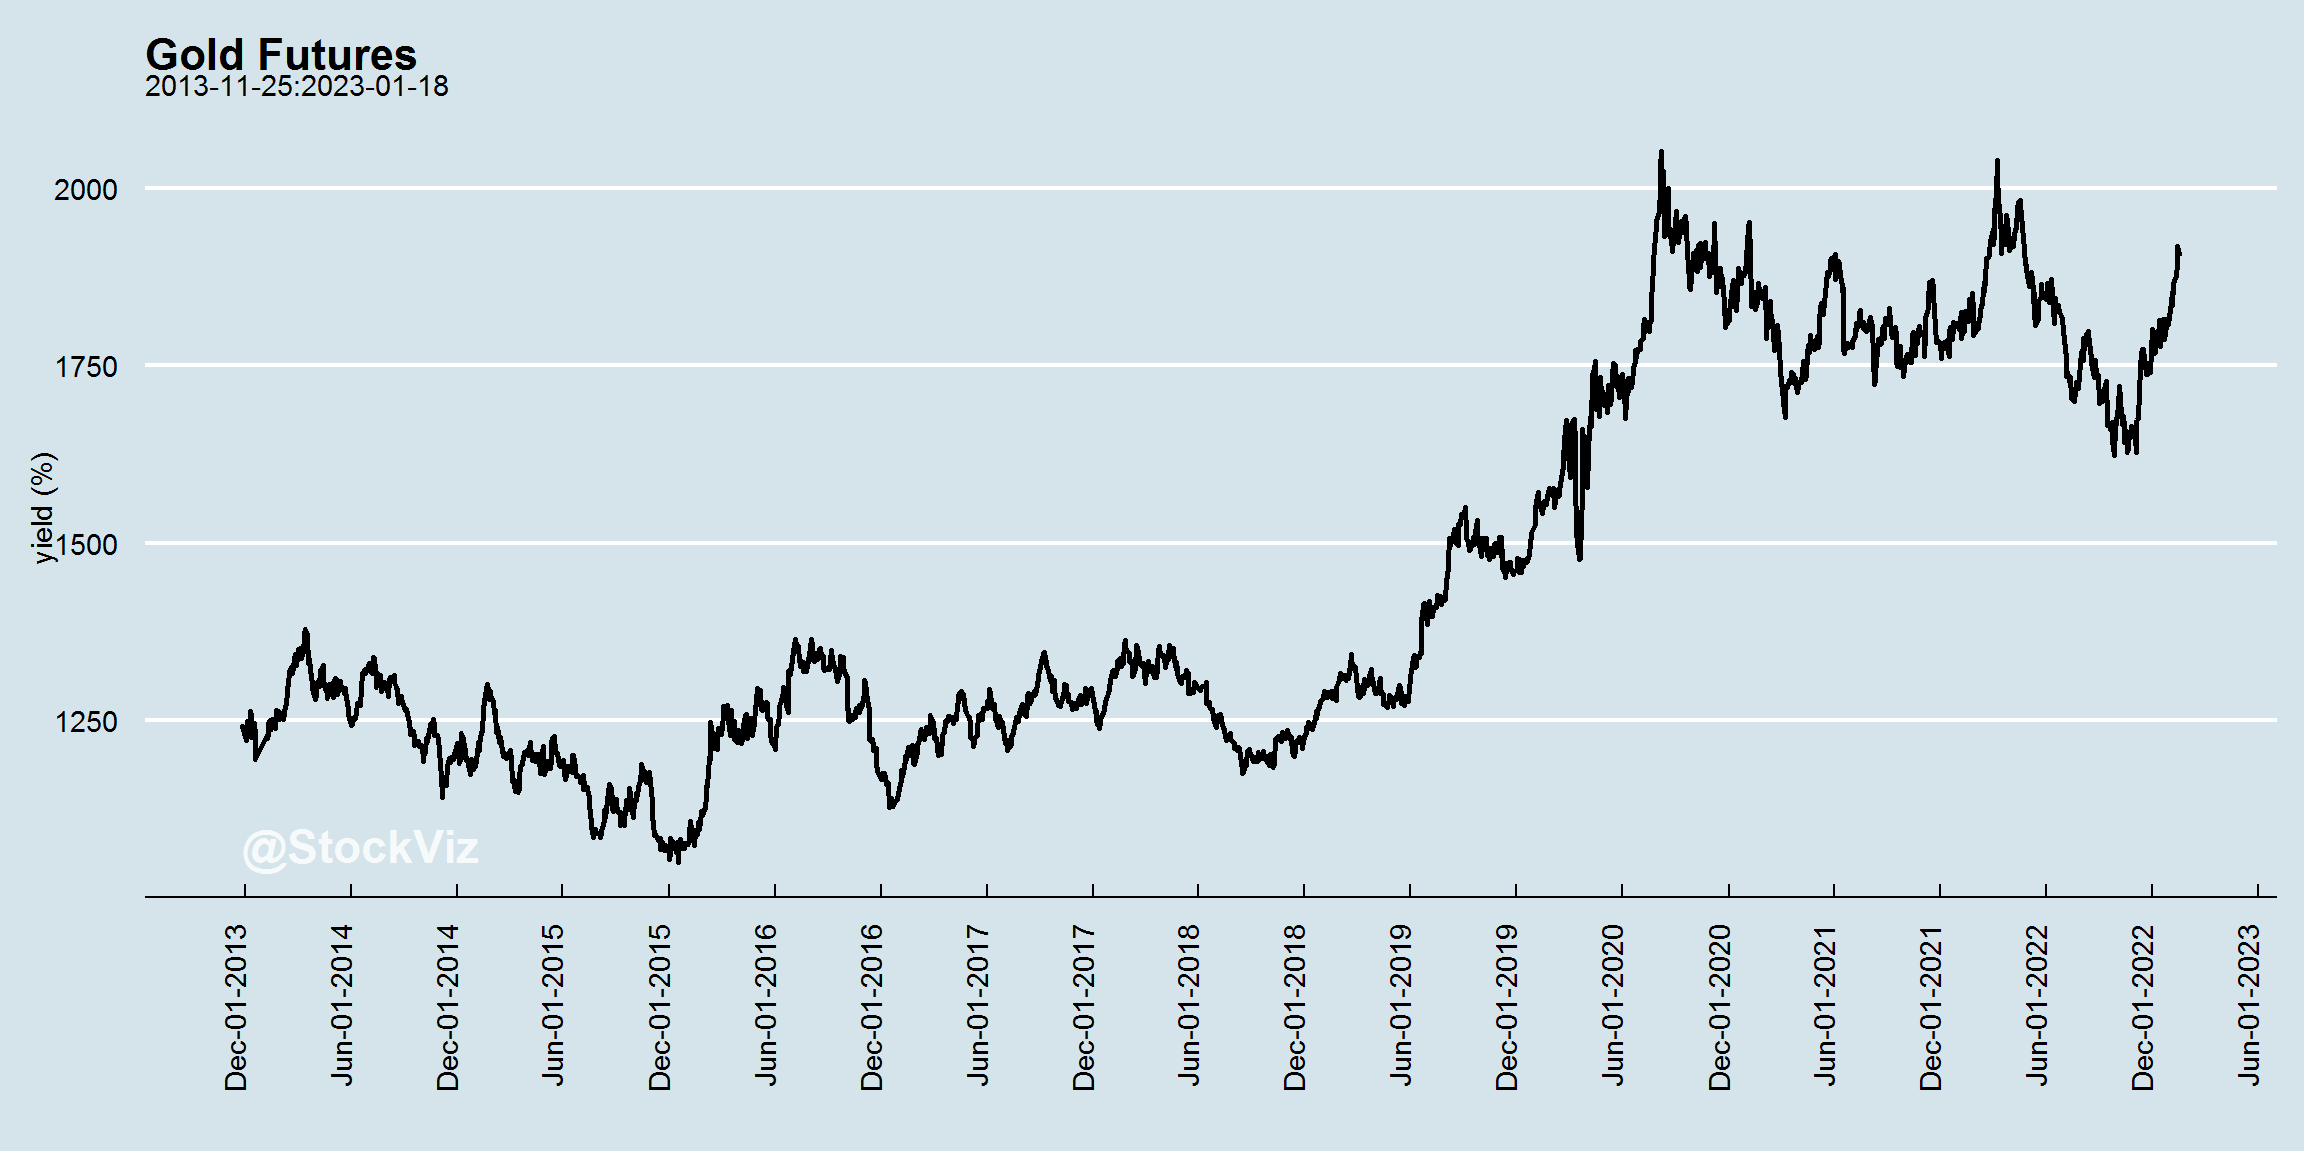 Gold Futures
2013-11-25:2023-01-18
2000
1750
1500
1250
yield (%)
@StockViz
Dec-01-2013
Jun-01-2014
Dec-01-2014
Jun-01-2015
Dec-01-2015
Jun-01-2016
Dec-01-2016
Jun-01-2017
Dec-01-2017
Jun-01-2018
Dec-01-2018
Jun-01-2019
Dec-01-2019
Jun-01-2020
Dec-01-2020
Jun-01-2021
Dec-01-2021
Jun-01-2022
Dec-01-2022
Jun-01-2023